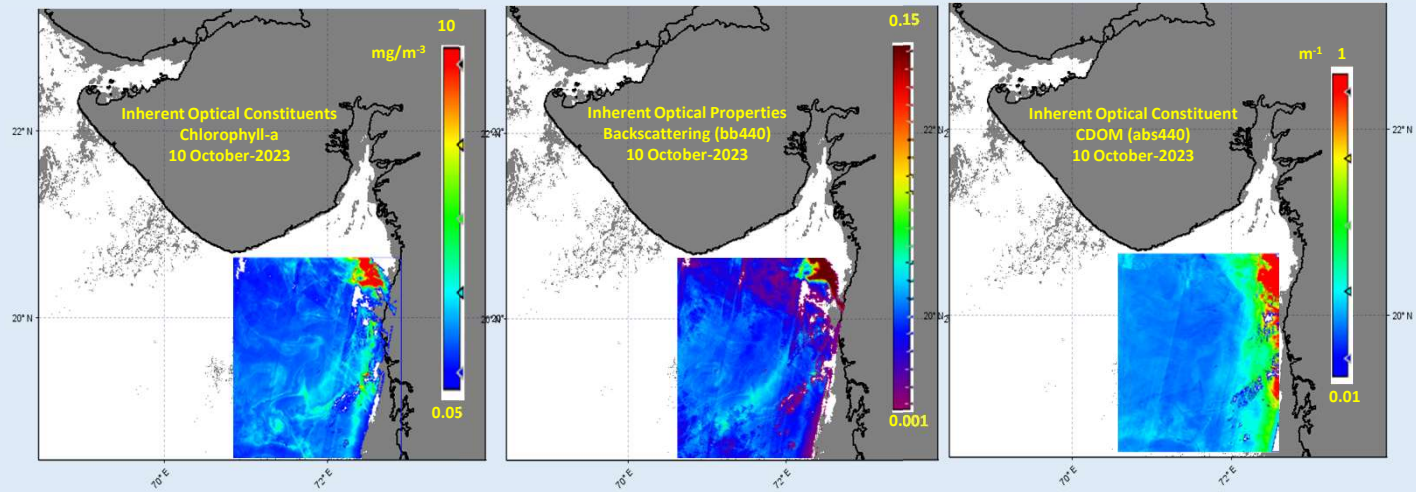 10
mg/m-³
Inherent Optical Constituents
Chlorophyll-a
10 October-2023
22° N
20° N
0.05
70° E
72° E
0.15
Inherent Optical Properties
Backscattering (bb440)
10 October-2023
0.001
70° E
72° E
m-¹ 1
Inherent Optical Constituent
CDOM (abs440)
10 October-2023
22° N
22° N
20° N
20° N
0.01
70° E
72° E